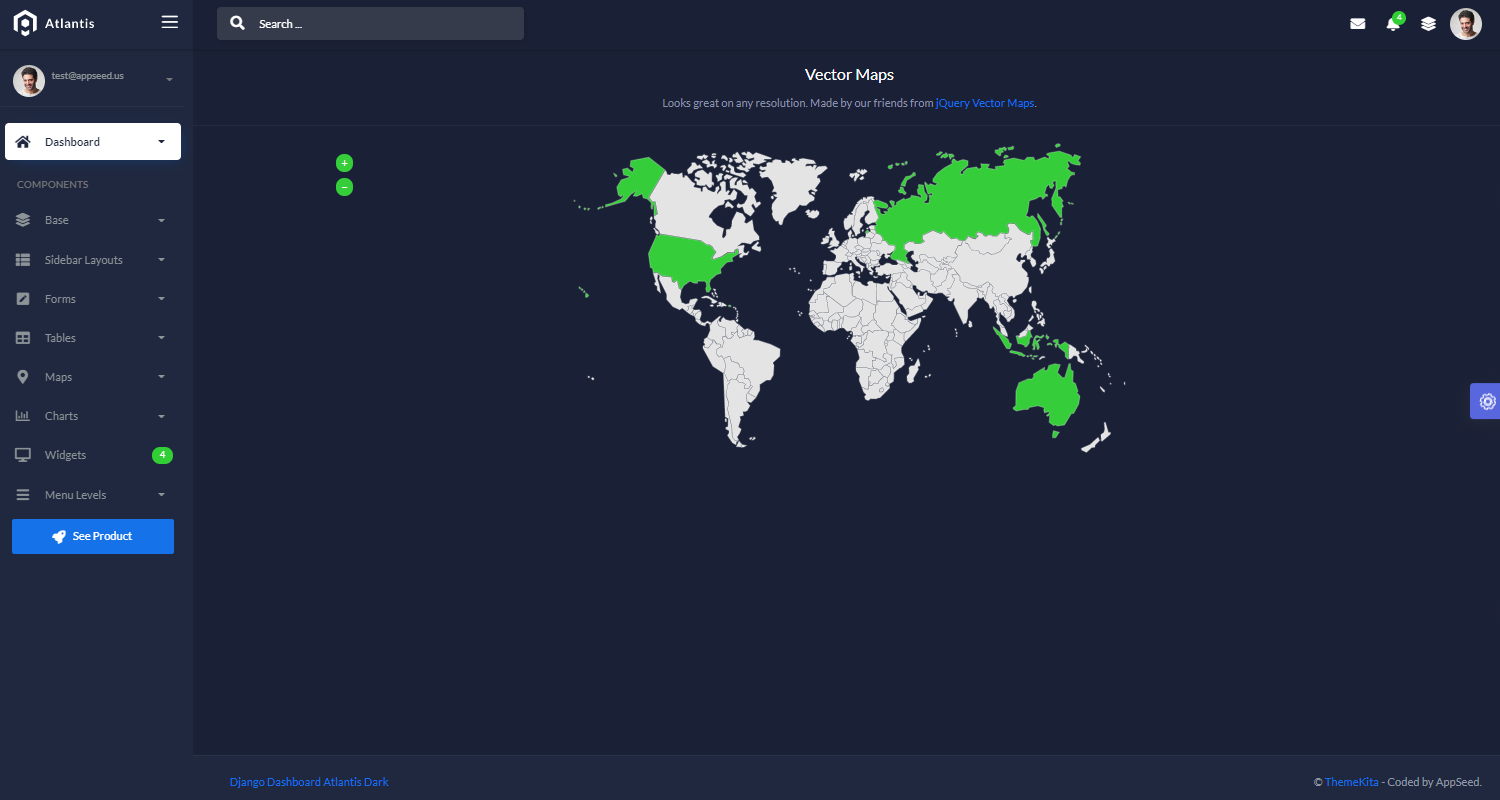 Atlantis
Search ...
4
test@appseed.us
Vector Maps
Looks great on any resolution. Made by our friends from jQuery Vector Maps.
Dashboard
+
−
COMPONENTS
Base
Sidebar Layouts
Forms
Tables
Maps
Charts
Widgets 4
Menu Levels
See Product
Django Dashboard Atlantis Dark
© ThemeKita - Coded by AppSeed.